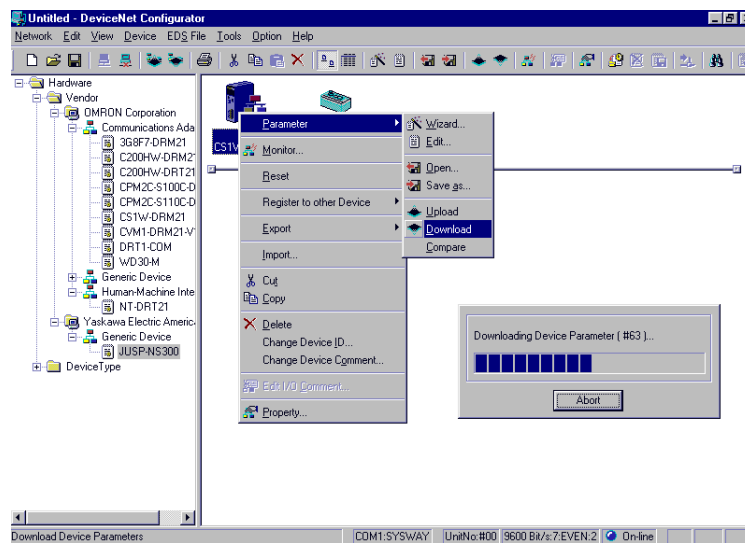 Untitled - DeviceNet Configurator
Network Edit View Device EDS File Tools Option Help
Hardware
Vendor
OMRON Corporation
Communications Ada
3G8F7-DRM21
C200HW-DRM2
C200HW-DRT21
CPM2C-S100C-D
CPM2C-S110C-D
CS1W-DRM21
CVM1-DRM21-V
DRT1-COM
WD30-M
Generic Device
Human-Machine Inte
NT-DRT21
Yaskawa Electric Americ
Generic Device
JUSP-NS300
DeviceType
CS1W
Parameter
Monitor...
Reset
Register to other Device
Export
Import...
Cut
Copy
Delete
Change Device ID...
Change Device Comment...
Edit I/O Comment...
Property...
Wizard...
Edit...
Open...
Save as...
Upload
Download
Compare
Downloading Device Parameter ( #63 )...
Abort
Download Device Parameters
COM1:SYSWAY
UnitNo:#00
9600 Bit/s:7:EVEN:2
On-line